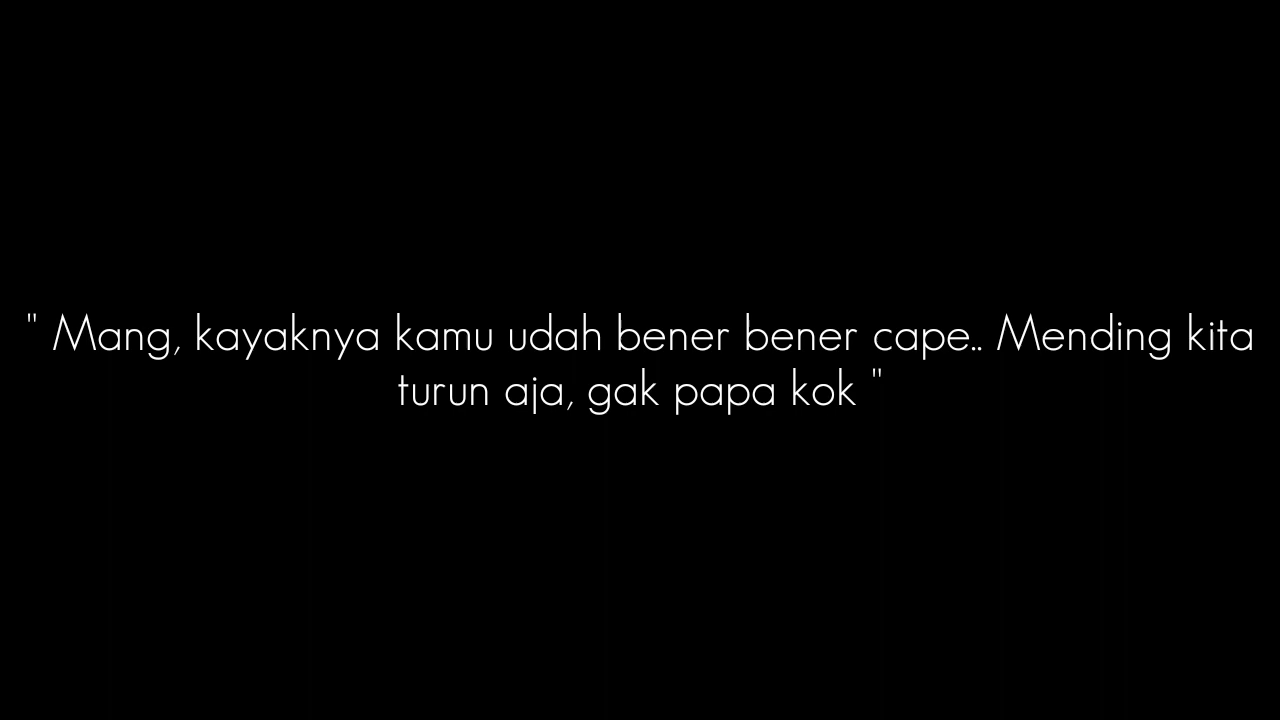 " Mang, kayaknya kamu udah bener bener cape.. Mending kita
turun aja, gak papa kok "